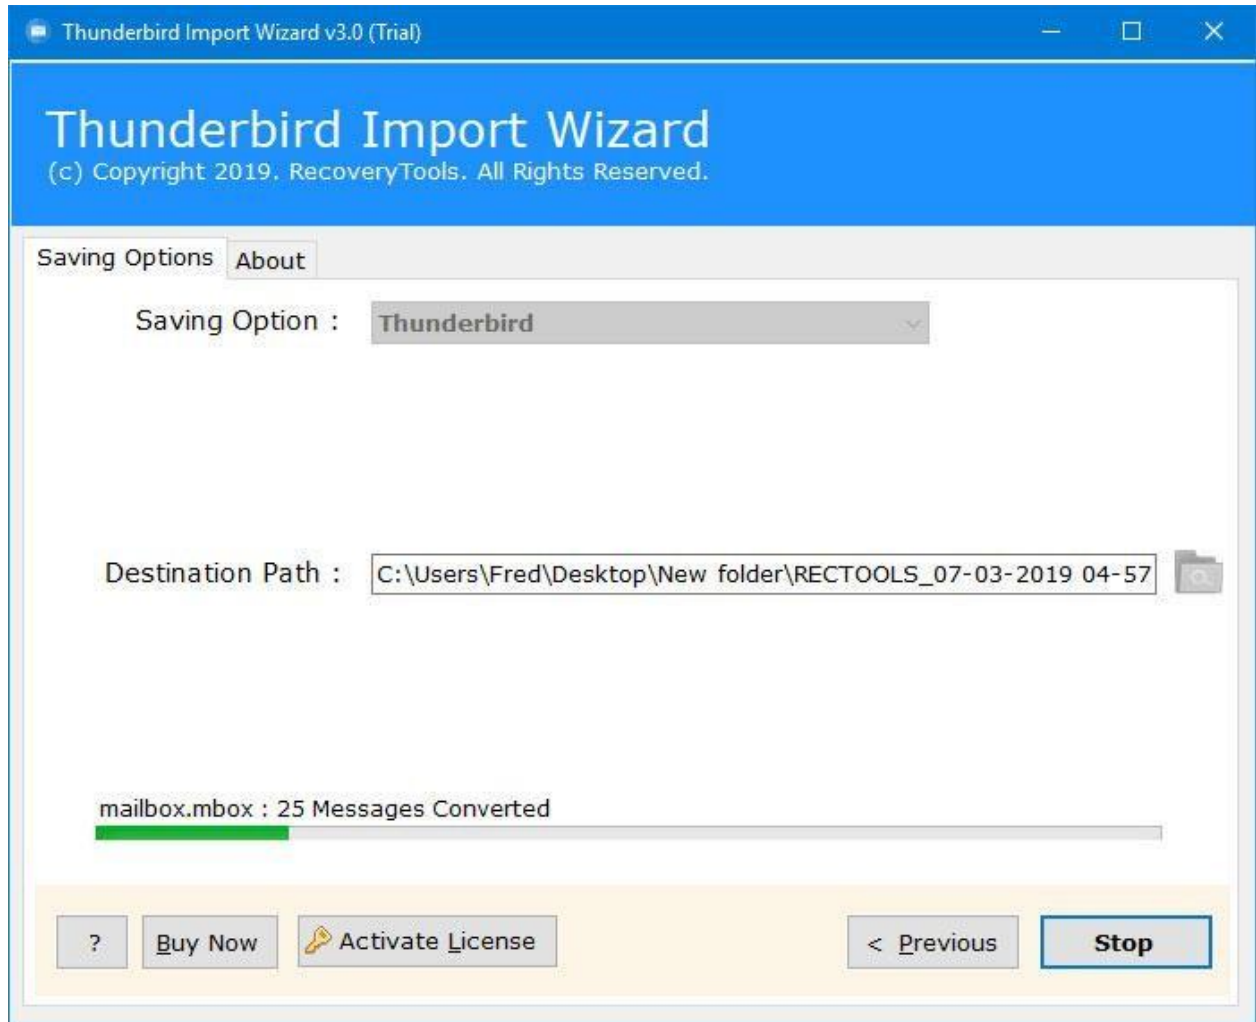 Thunderbird Import Wizard v3.0 (Trial)
Thunderbird Import Wizard
(c) Copyright 2019. RecoveryTools. All Rights Reserved.
Saving Options About
Saving Option : Thunderbird
Destination Path : C:\Users\Fred\Desktop\New folder\RECTOOLS_07-03-2019 04-57
mailbox.mbox : 25 Messages Converted
? Buy Now Activate License < Previous Stop